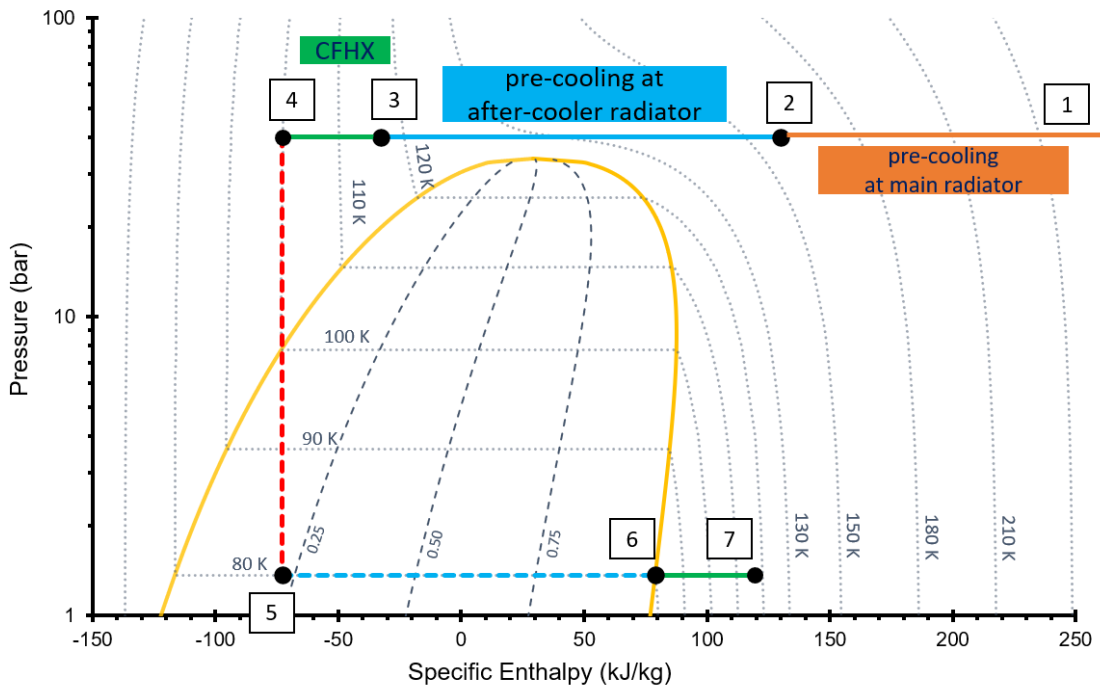 100
CFHX
pre-cooling at
after-cooler radiator
4
3
2
1
pre-cooling
at main radiator
120 K
110 K
Pressure (bar)
10
100 K
90 K
80 K
0.25
0.50
0.75
6
7
130 K
150 K
180 K
210 K
5
1
-150
-100
-50
0
50
100
150
200
250
Specific Enthalpy (kJ/kg)